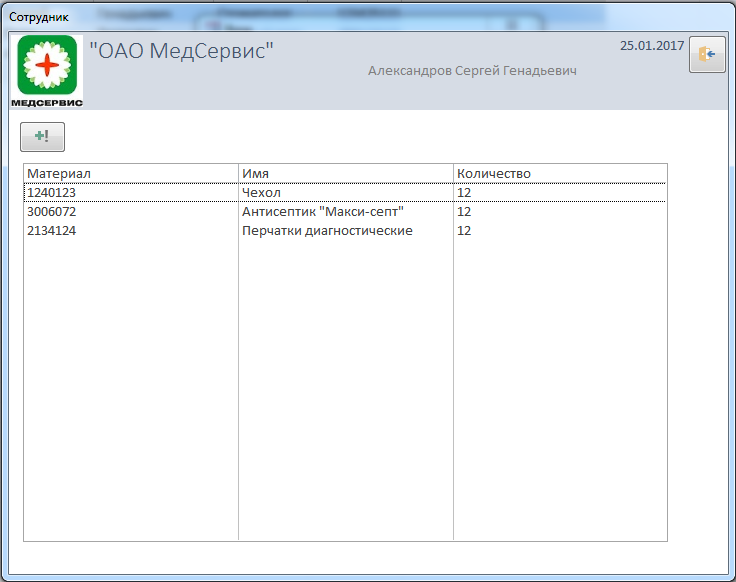 Сотрудник
"ОАО МедСервис"
25.01.2017
Александров Сергей Генадьевич
МЕДСЕРВИС
Материал Имя Количество
1240123 Чехол 12
3006072 Антисептик "Макси-септ" 12
2134124 Перчатки диагностические 12